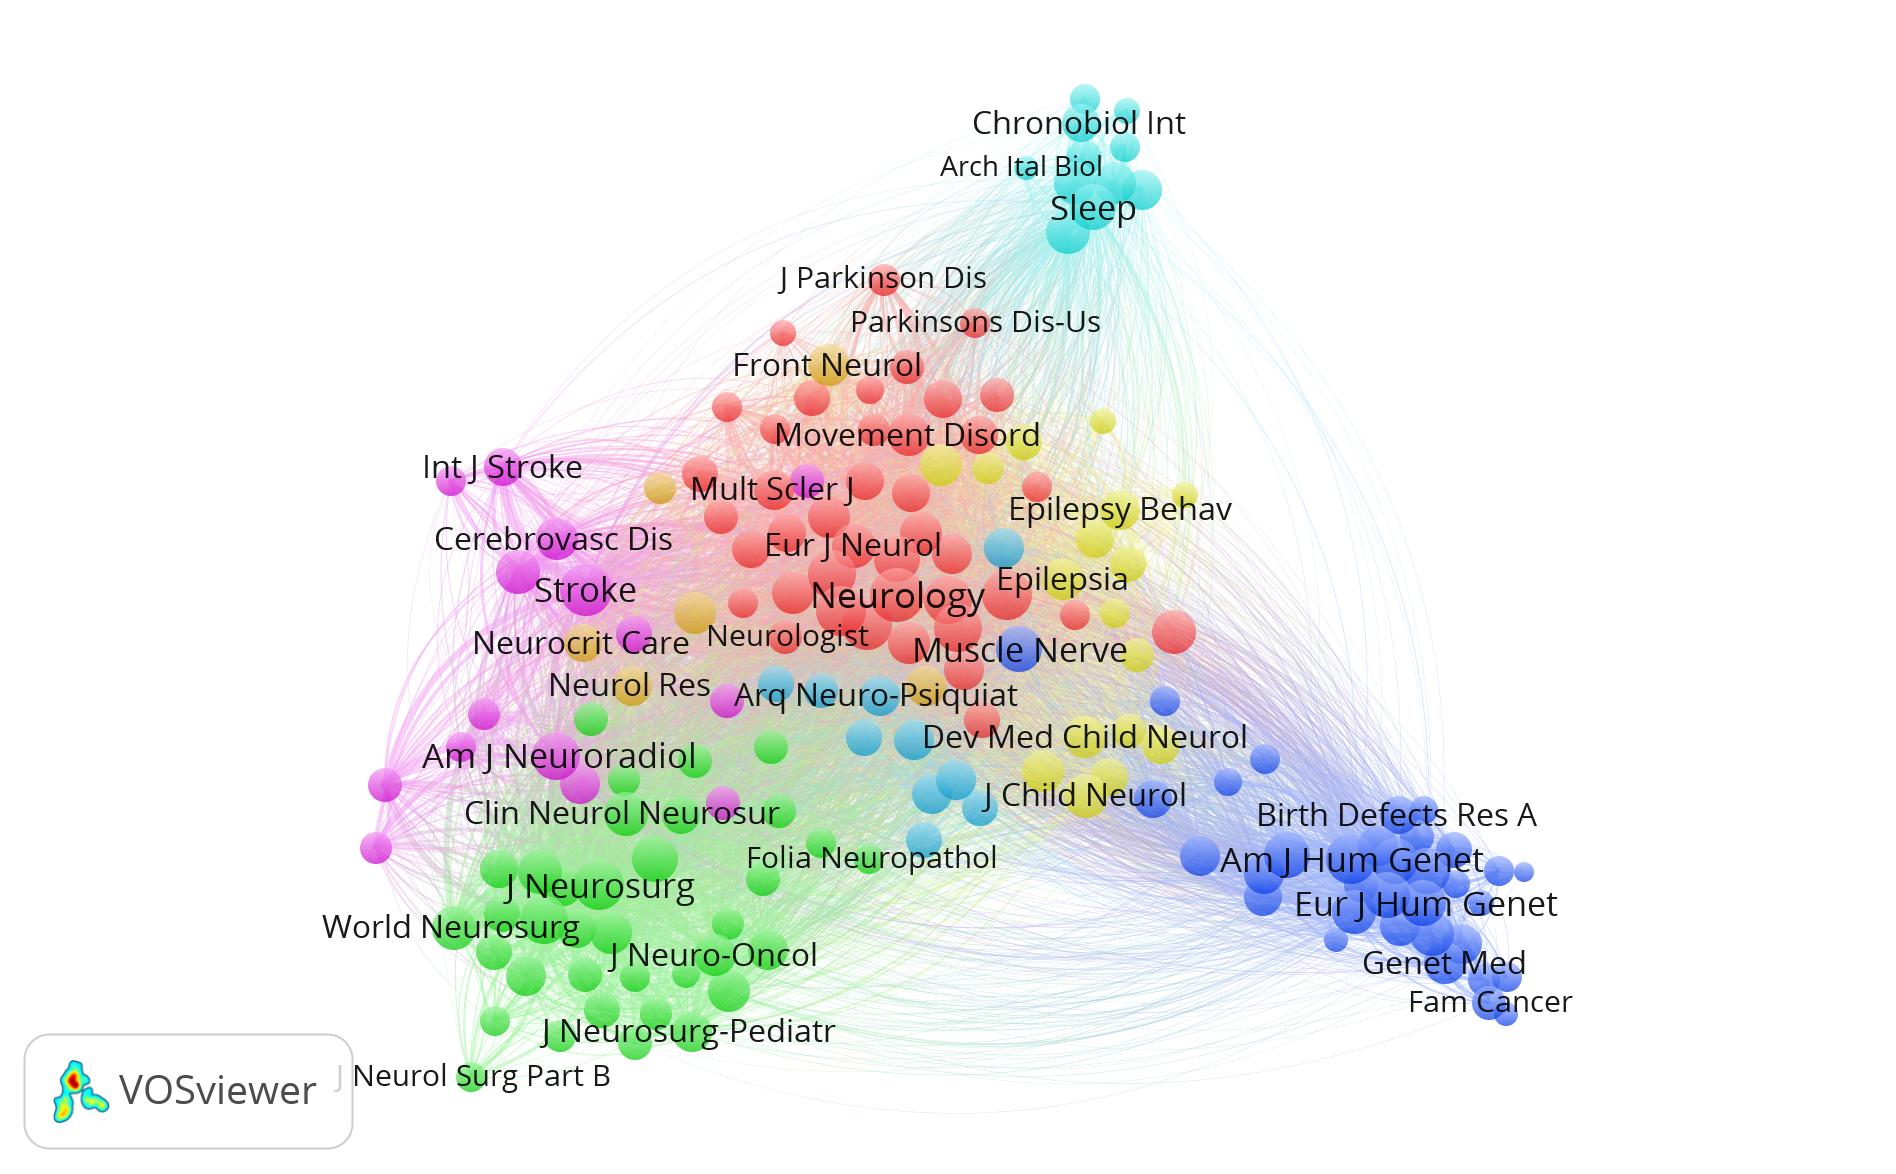 Chronobiol Int
Arch Ital Biol
Sleep
J Parkinson Dis
Parkinsons Dis-Us
Front Neurol
Movement Disord
Int J Stroke
Mult Scler J
Epilepsy Behav
Cerebrovasc Dis
Eur J Neurol
Epilepsia
Stroke
Neurology
Neurologist
Neurocrit Care
Muscle Nerve
Neurol Res
Arq Neuro-Psiquiat
Dev Med Child Neurol
Am J Neuroradiol
J Child Neurol
Clin Neurol Neurosur
Birth Defects Res A
Folia Neuropathol
Am J Hum Genet
J Neurosurg
Eur J Hum Genet
World Neurosurg
J Neuro-Oncol
Genet Med
Fam Cancer
J Neurosurg-Pediatr
J Neurol Surg Part B
VOSviewer